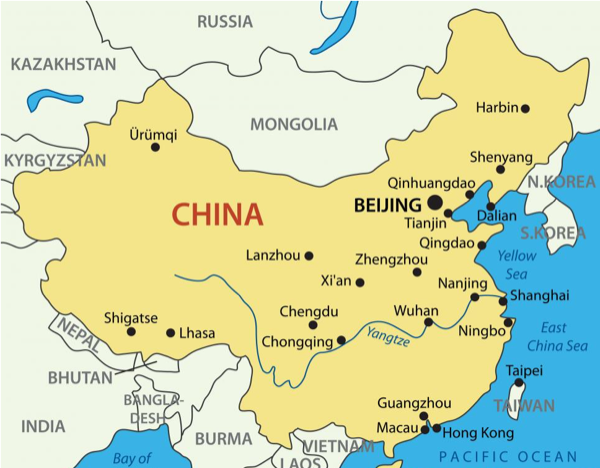 RUSSIA
KAZAKHSTAN
Harbin
MONGOLIA
Ürümqi
KYRGYZSTAN
Shenyang
Qinhuangdao
N.KOREA
BEIJING
CHINA
Tianjin
Dalian
S.KOREA
Qingdao
Lanzhou
Zhengzhou
Yellow
Sea
Xi'an
Nanjing
Shanghai
Chengdu
Wuhan
Shigatse
Lhasa
Chongqing
Yangtze
Ningbo
East
China Sea
NEPAL
Taipei
BHUTAN
BANGLA-
DESH
Guangzhou
TAIWAN
INDIA
BURMA
Macau
Hong Kong
VIETNAM
Bay of
LAOS
PACIFIC OCEAN